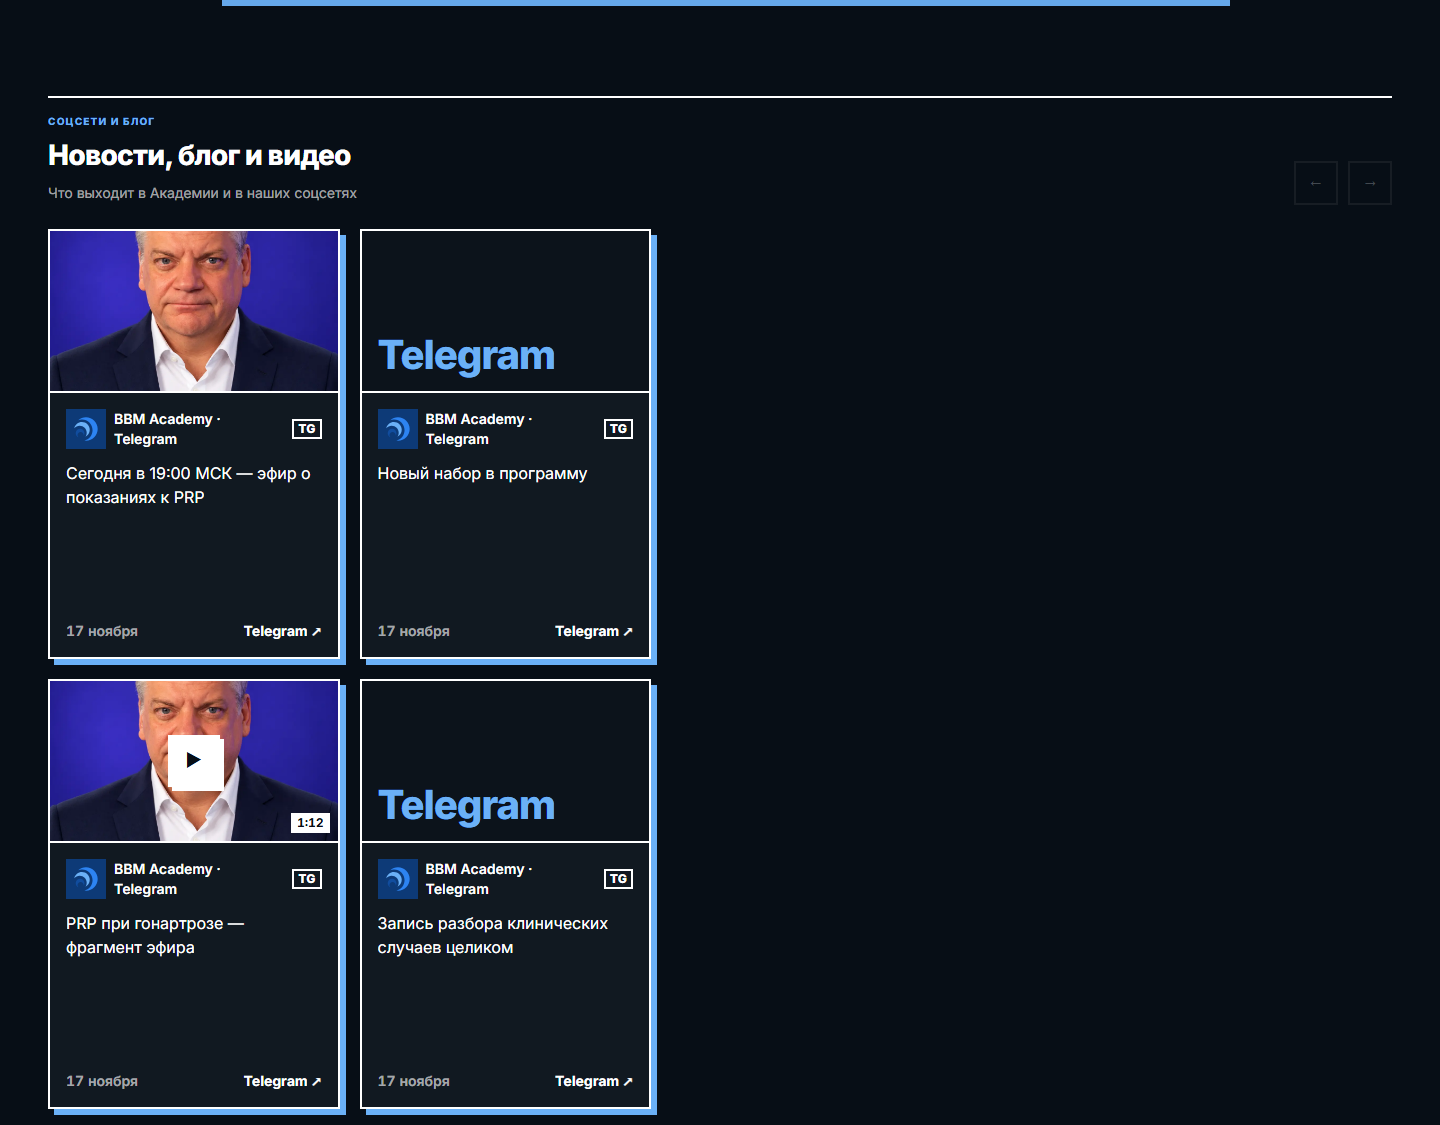 СОЦСЕТИ И БЛОГ
Новости, блог и видео
Что выходит в Академии и в наших соцсетях
← →
BBM Academy ·
Telegram
TG
Сегодня в 19:00 МСК — эфир о
показаниях к PRP
17 ноября
Telegram ↗
Telegram
BBM Academy ·
Telegram
TG
Новый набор в программу
17 ноября
Telegram ↗
1:12
BBM Academy ·
Telegram
TG
PRP при гонартрозе —
фрагмент эфира
17 ноября
Telegram ↗
Telegram
BBM Academy ·
Telegram
TG
Запись разбора клинических
случаев целиком
17 ноября
Telegram ↗